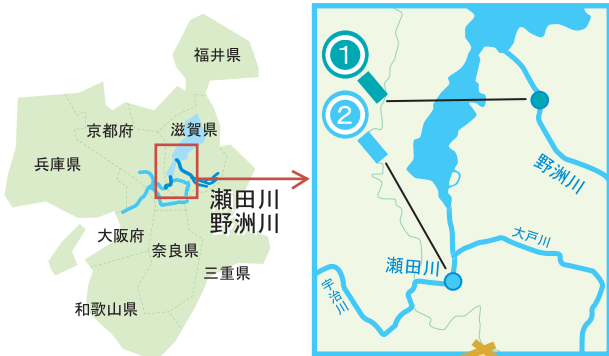 福井県
京都府
滋賀県
兵庫県
瀬田川
野洲川
大阪府
奈良県
三重県
和歌山県
1
2
野洲川
大戸川
瀬田川
宇治川